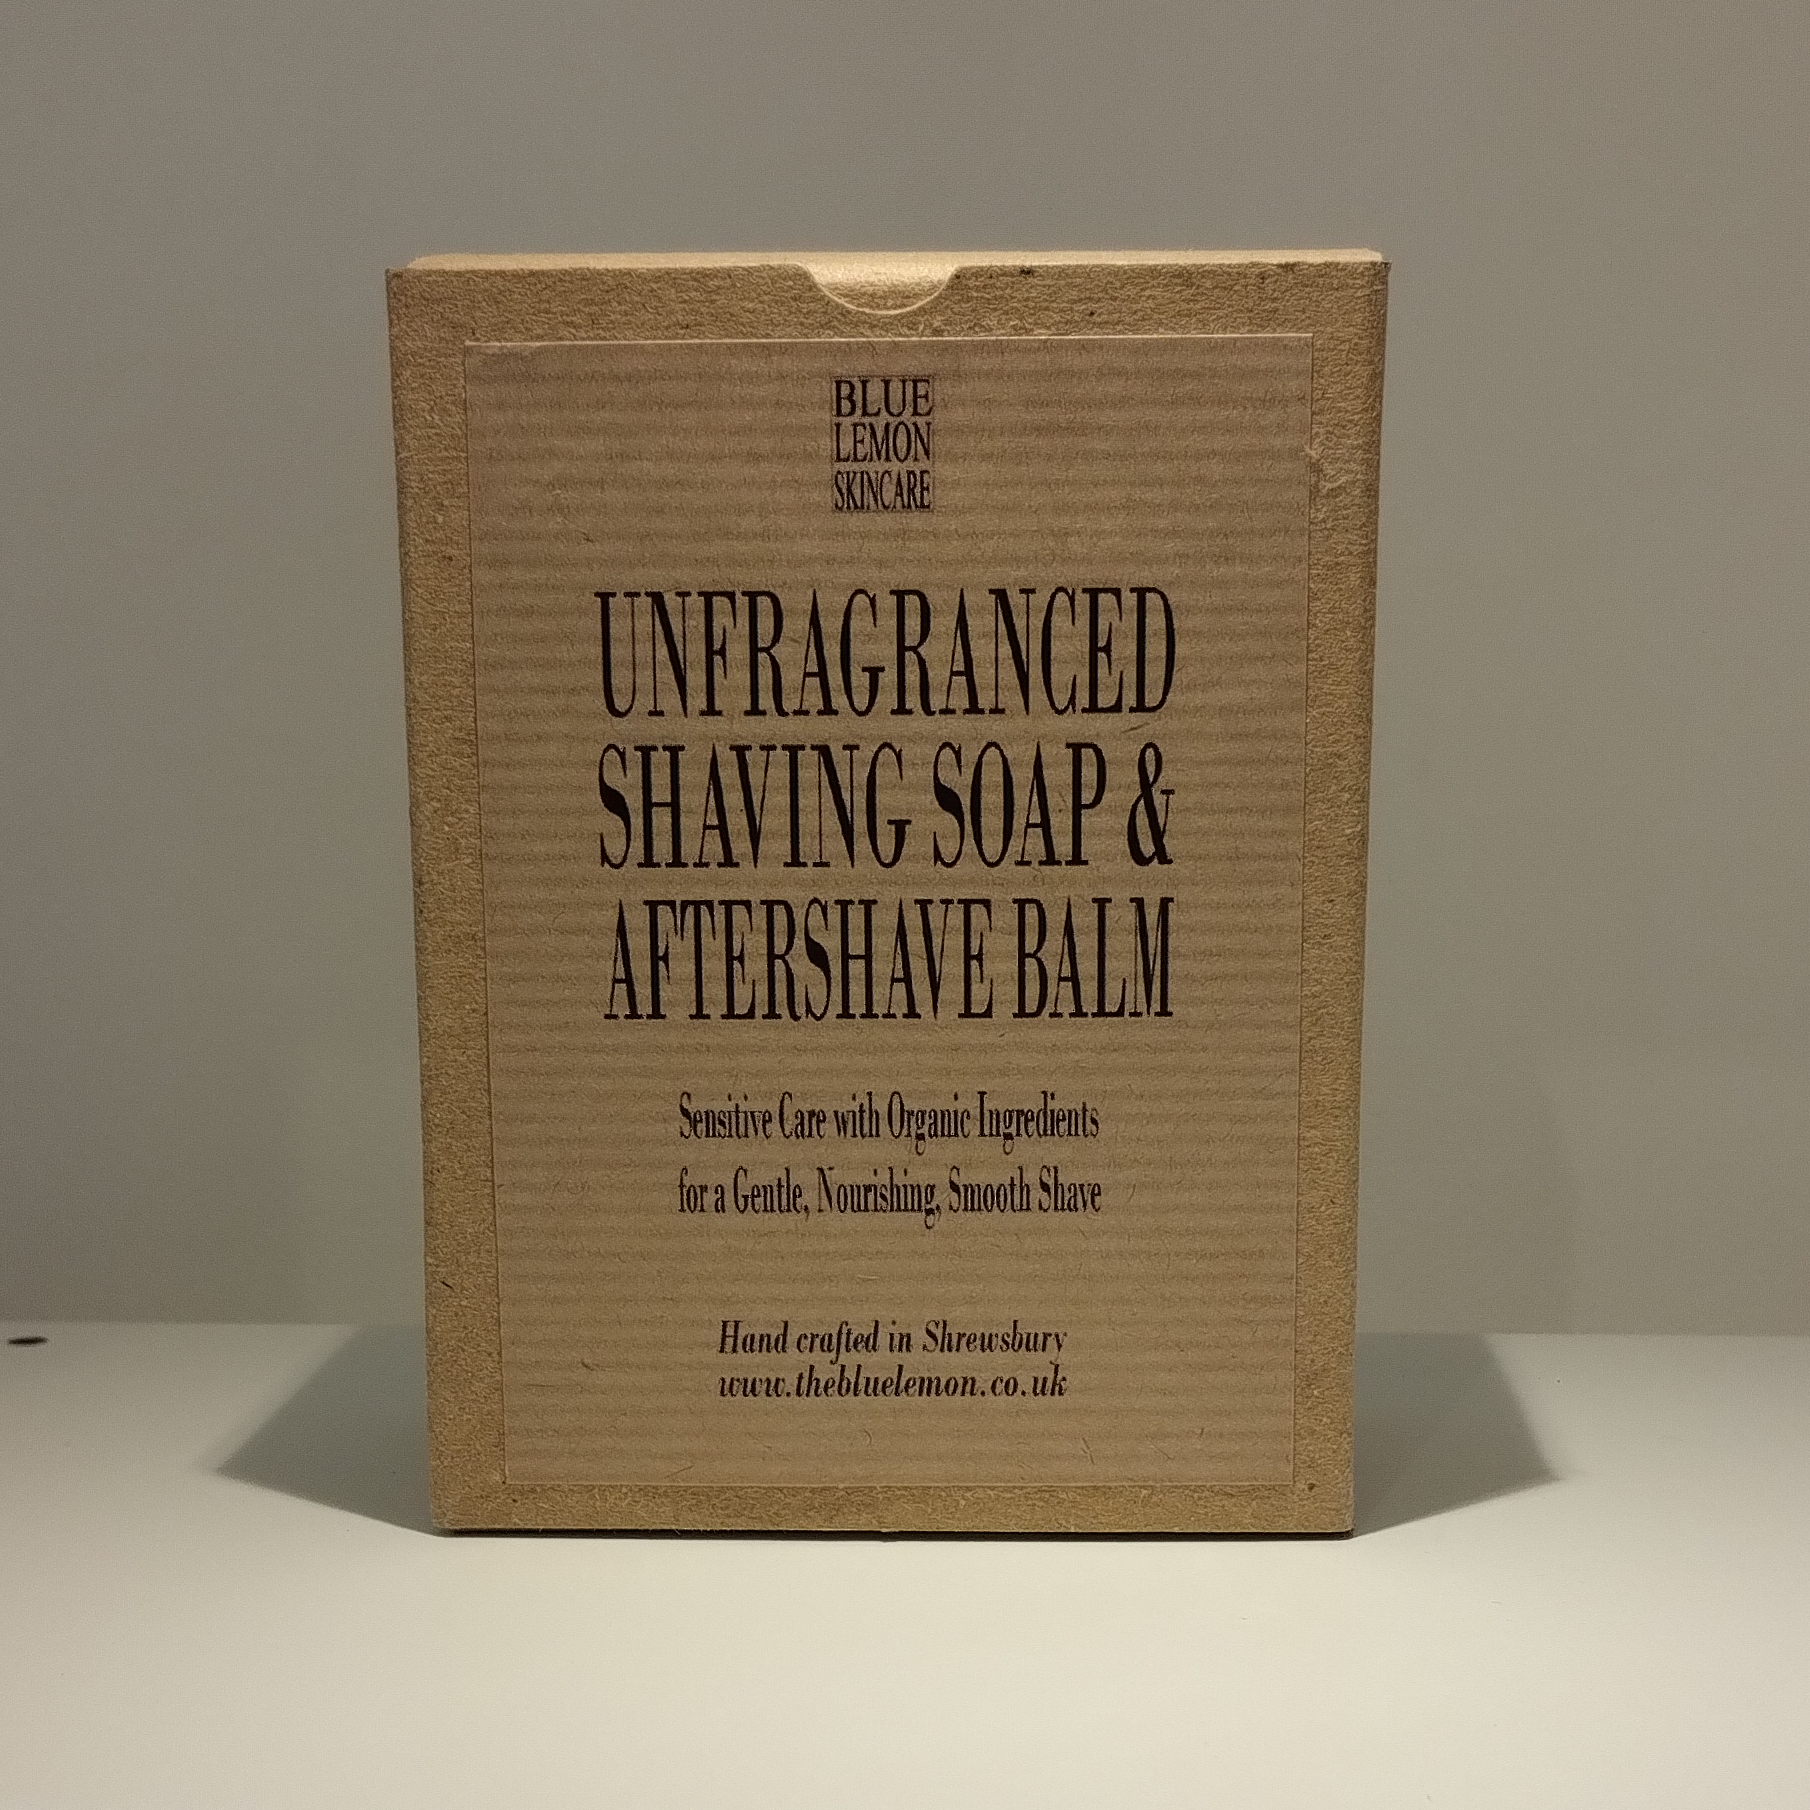 BLUE
LEMON
SKINCARE
UNFRAGRANCED
SHAVING SOAP &
AFTERSHAVE BALM
Sensitive Care with Organic Ingredients
for a Gentle, Nourishing, Smooth Shave
Hand crafted in Shrewsbury
www.thebluelemon.co.uk